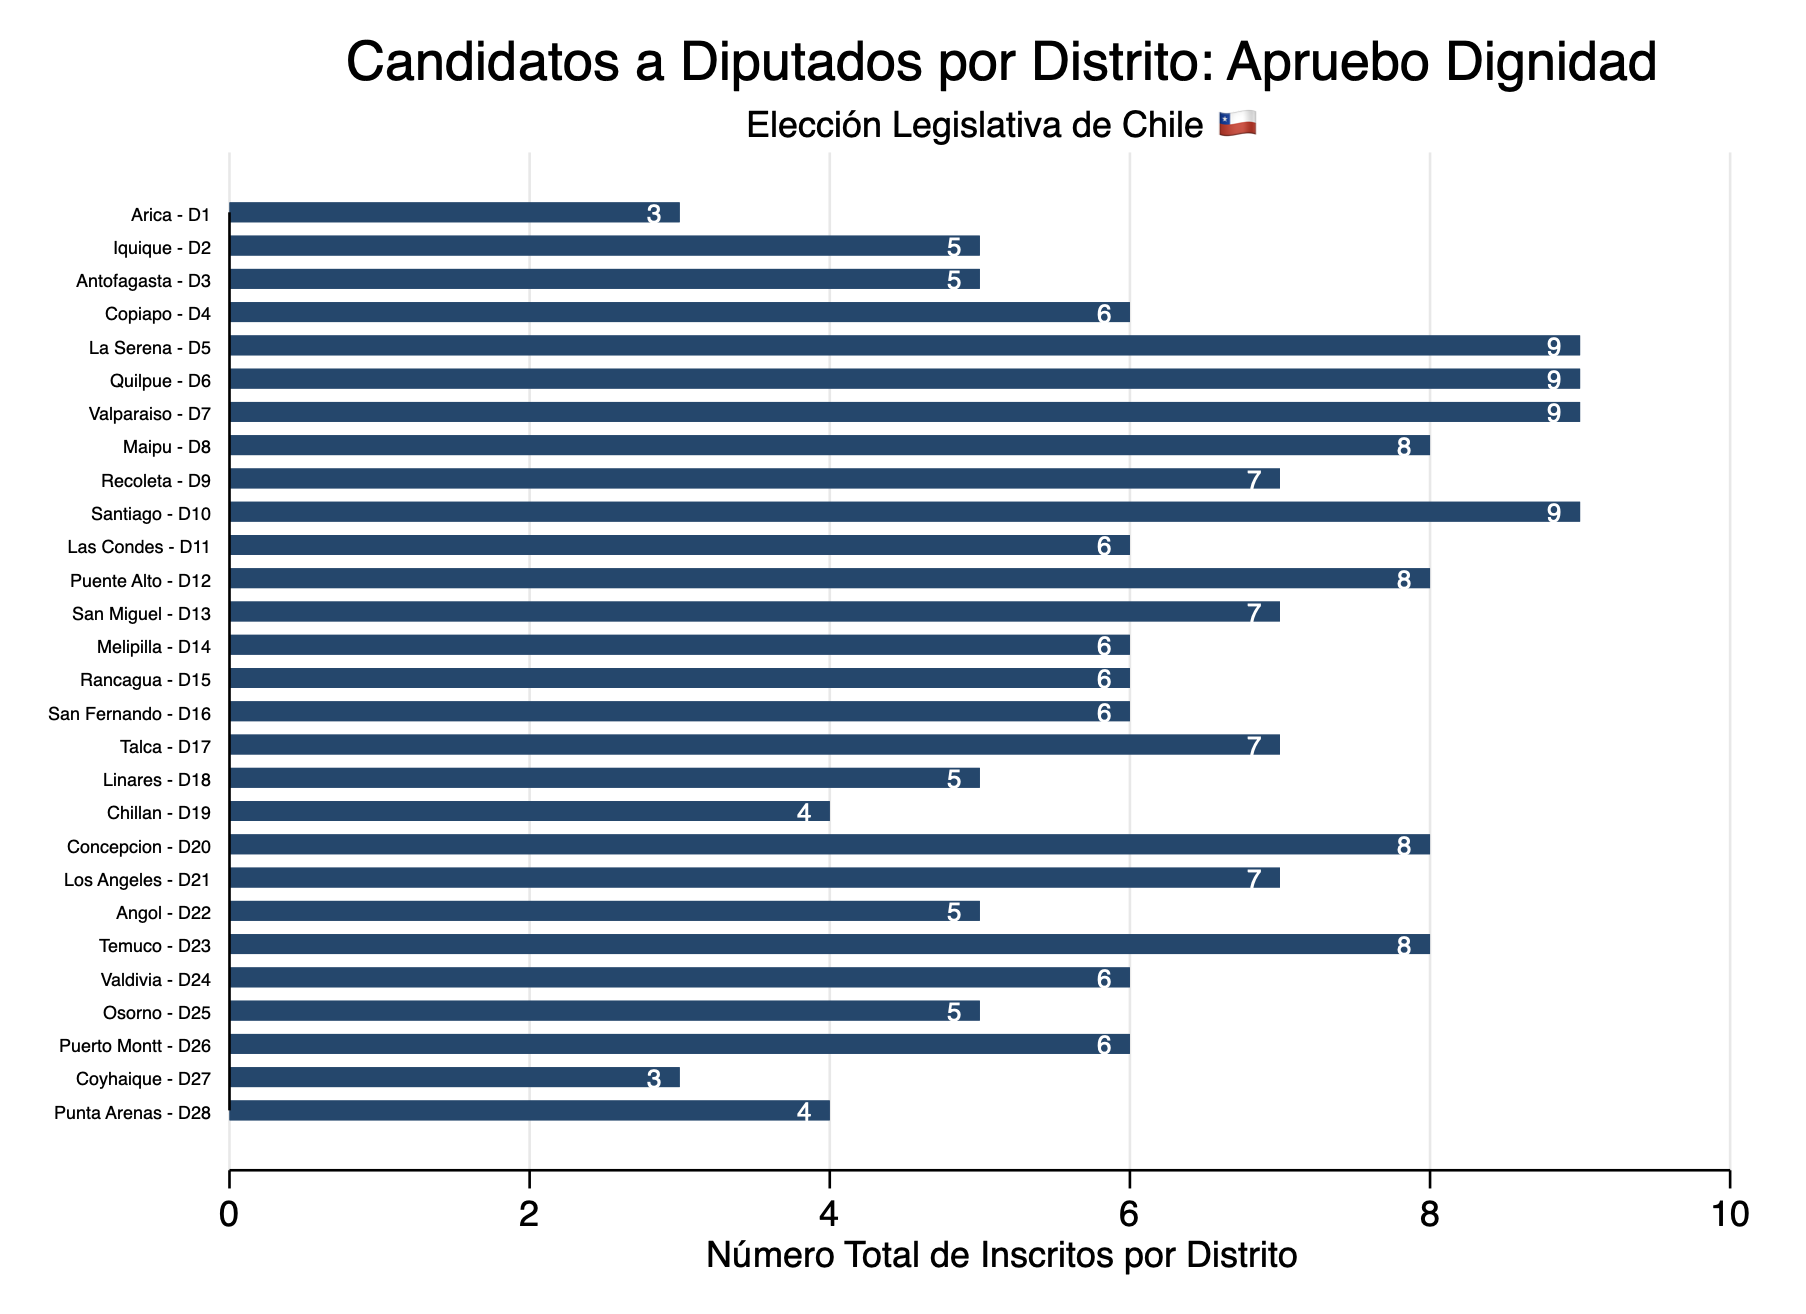 Candidatos a Diputados por Distrito: Apruebo Dignidad
Elección Legislativa de Chile 🇨🇱
Arica - D1 3
Iquique - D2 5
Antofagasta - D3 5
Copiapo - D4 6
La Serena - D5 9
Quilpue - D6 9
Valparaiso - D7 9
Maipu - D8 8
Recoleta - D9 7
Santiago - D10 9
Las Condes - D11 6
Puente Alto - D12 8
San Miguel - D13 7
Melipilla - D14 6
Rancagua - D15 6
San Fernando - D16 6
Talca - D17 7
Linares - D18 5
Chillan - D19 4
Concepcion - D20 8
Los Angeles - D21 7
Angol - D22 5
Temuco - D23 8
Valdivia - D24 6
Osorno - D25 5
Puerto Montt - D26 6
Coyhaique - D27 3
Punta Arenas - D28 4
0 2 4 6 8 10
Número Total de Inscritos por Distrito